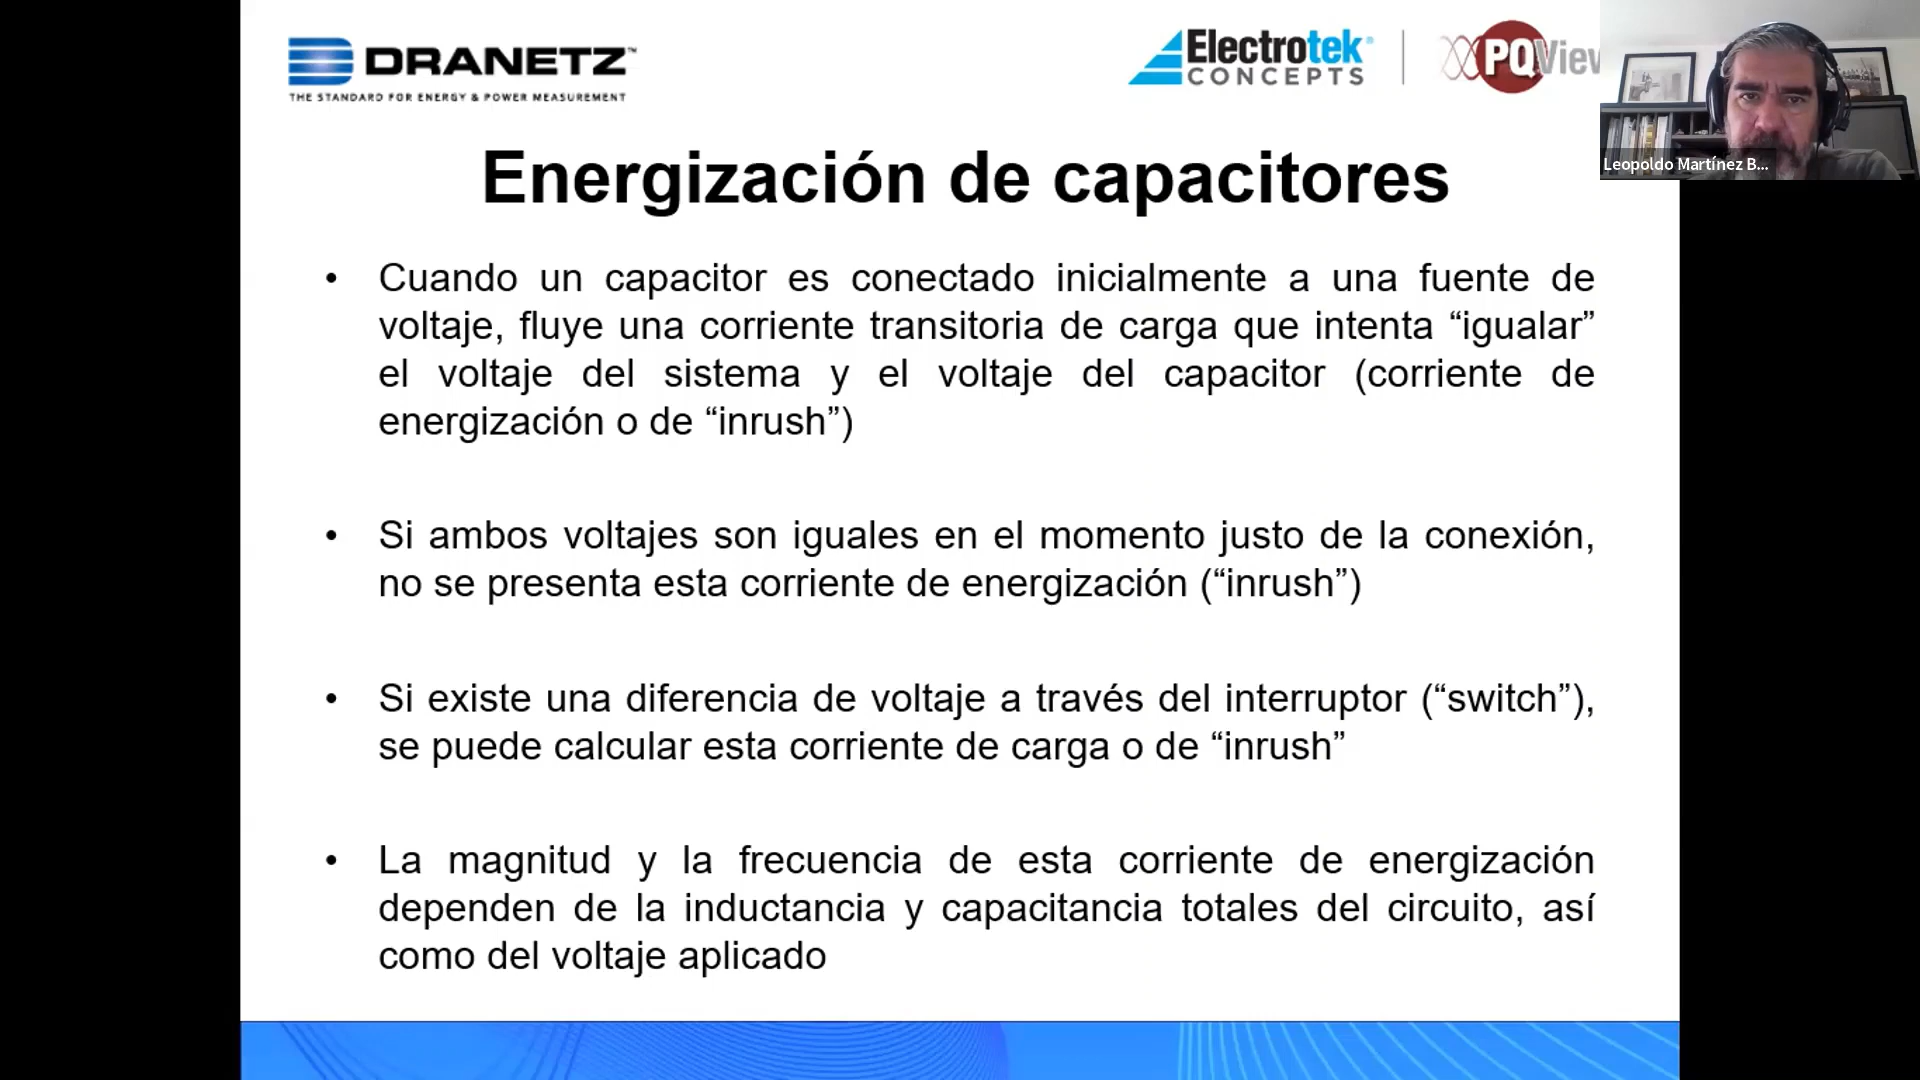 DRANETZ™
THE STANDARD FOR ENERGY & POWER MEASUREMENT
Electrotek®
CONCEPTS
PQView
Leopoldo Martínez B...
Energización de capacitores
• Cuando un capacitor es conectado inicialmente a una fuente de
voltaje, fluye una corriente transitoria de carga que intenta “igualar”
el voltaje del sistema y el voltaje del capacitor (corriente de
energización o de “inrush”)
• Si ambos voltajes son iguales en el momento justo de la conexión,
no se presenta esta corriente de energización (“inrush”)
• Si existe una diferencia de voltaje a través del interruptor (“switch”),
se puede calcular esta corriente de carga o de “inrush”
• La magnitud y la frecuencia de esta corriente de energización
dependen de la inductancia y capacitancia totales del circuito, así
como del voltaje aplicado